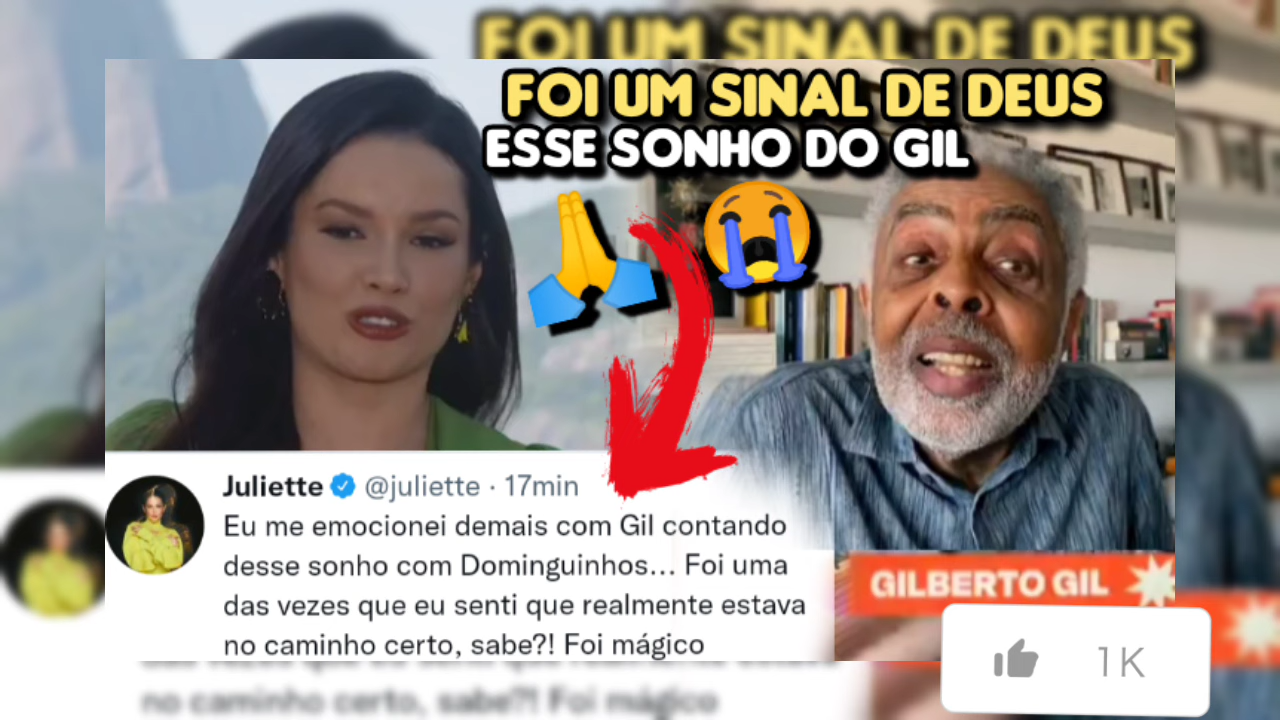 FOI UM SINAL DE DEUS
FOI UM SINAL DE DEUS
ESSE SONHO DO GIL
Juliette @juliette · 17min
Eu me emocionei demais com Gil contando
desse sonho com Dominguinhos... Foi uma
das vezes que eu senti que realmente estava
no caminho certo, sabe?! Foi mágico
GILBERTO GIL
1K
no caminho certo, sabe?! Foi mágico